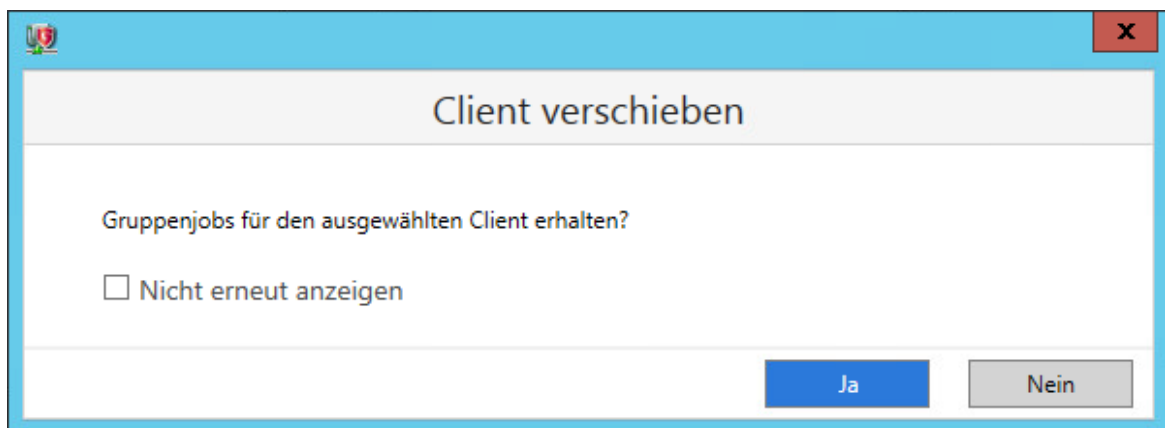 Client verschieben
Gruppenjobs für den ausgewählten Client erhalten?
Nicht erneut anzeigen
Ja
Nein